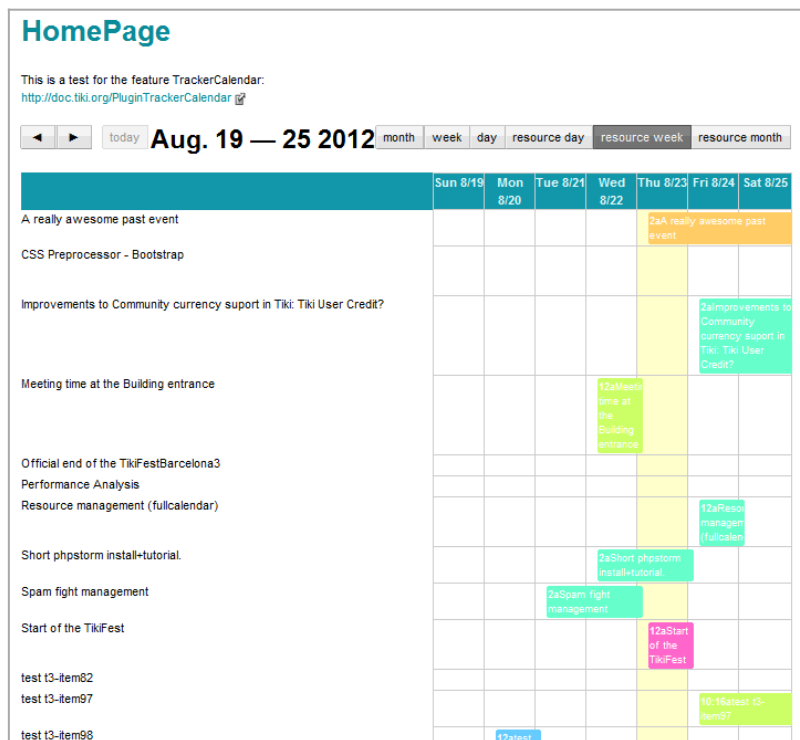 HomePage
This is a test for the feature TrackerCalendar:
http://doc.tiki.org/PluginTrackerCalendar
today Aug. 19 — 25 2012 month week day resource day resource week resource month
Sun 8/19 Mon 8/20 Tue 8/21 Wed 8/22 Thu 8/23 Fri 8/24 Sat 8/25
A really awesome past event
2aA really awesome past
event
CSS Preprocessor - Bootstrap
Improvements to Community currency suport in Tiki: Tiki User Credit?
2aImprovements to
Community
currency suport in
Tiki: Tiki User
Credit?
Meeting time at the Building entrance
12aMeeti
time at
the
Building
entrance
Official end of the TikiFestBarcelona3
Performance Analysis
Resource management (fullcalendar)
12aReso
managem
(fullcalen
Short phpstorm install+tutorial.
2aShort phpstorm
install+tutorial
Spam fight management
2aSpam fight
management
Start of the TikiFest
12aStart
of the
TikiFest
test t3-item82
test t3-item97
10:16atest t3-
item97
test t3-item98
12atest